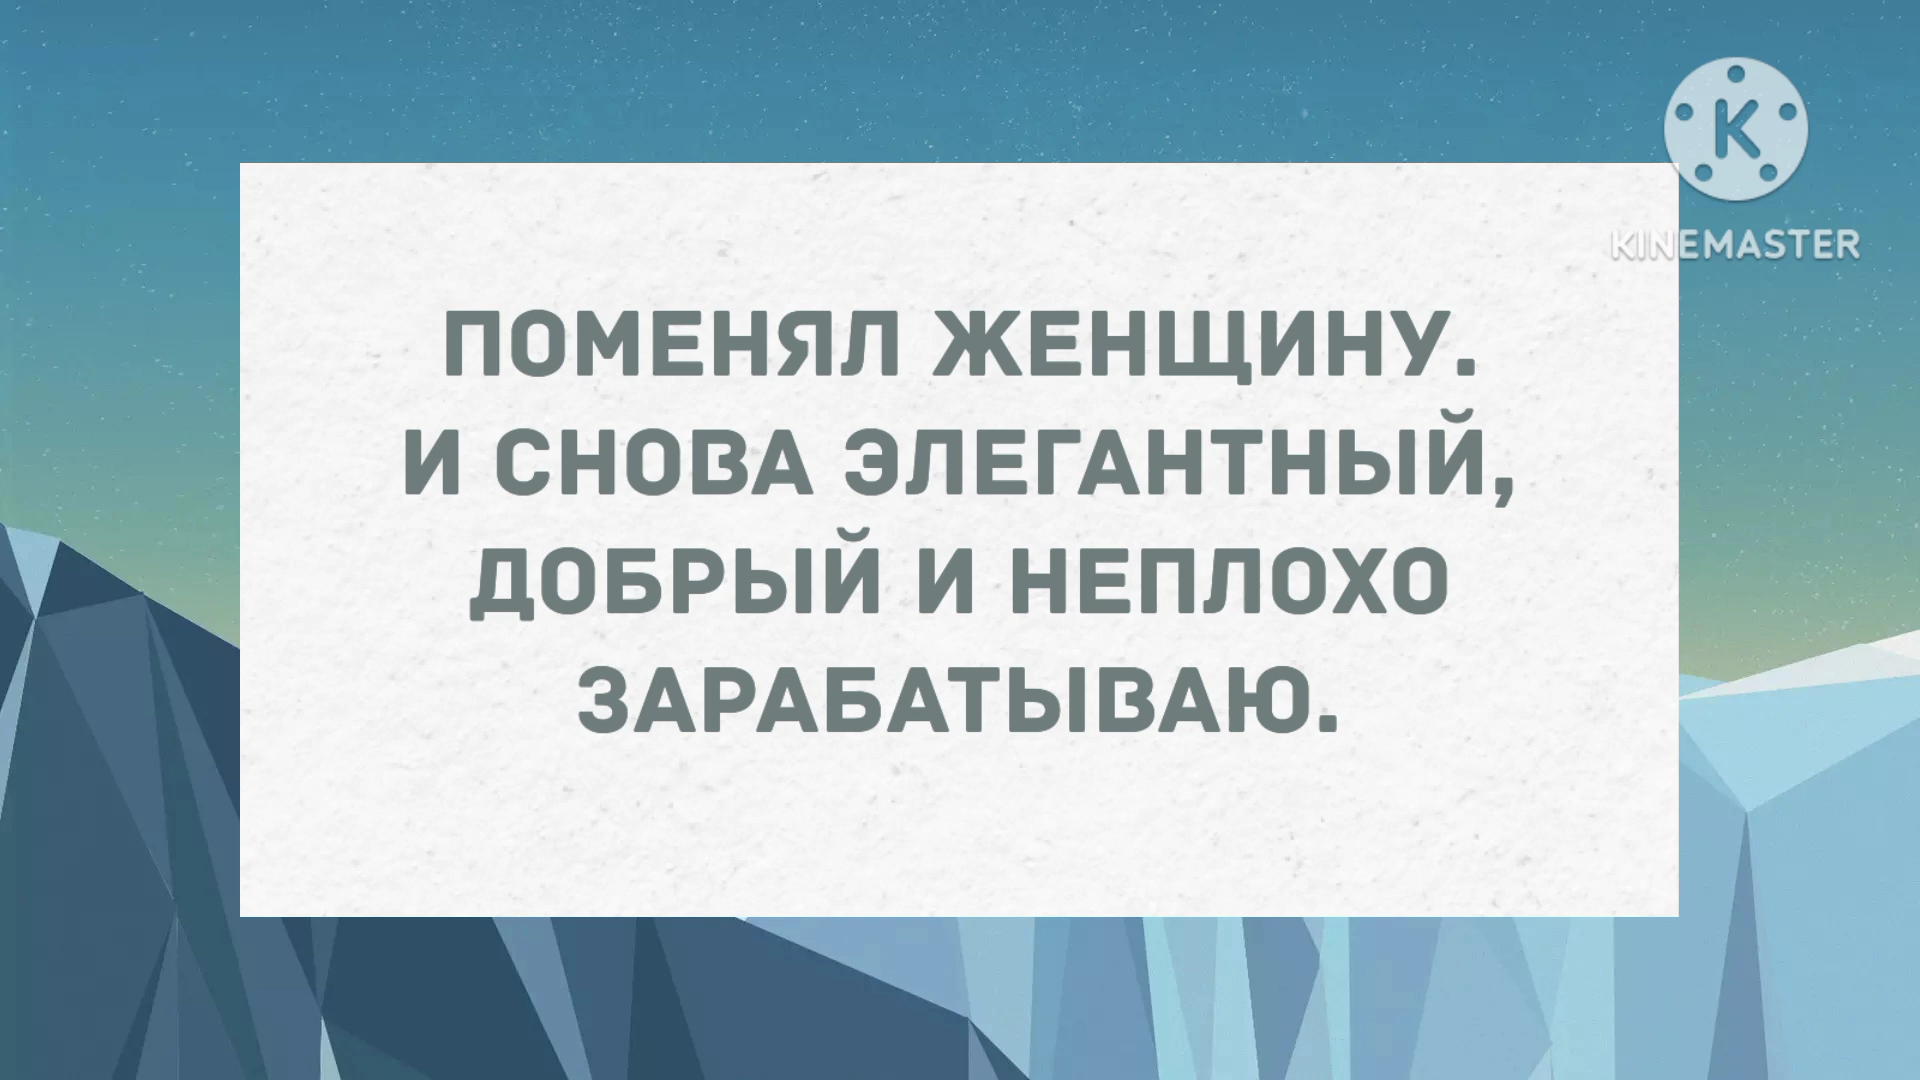 K
KINEMASTER
ПОМЕНЯЛ ЖЕНЩИНУ.
И СНОВА ЭЛЕГАНТНЫЙ,
ДОБРЫЙ И НЕПЛОХО
ЗАРАБАТЫВАЮ.